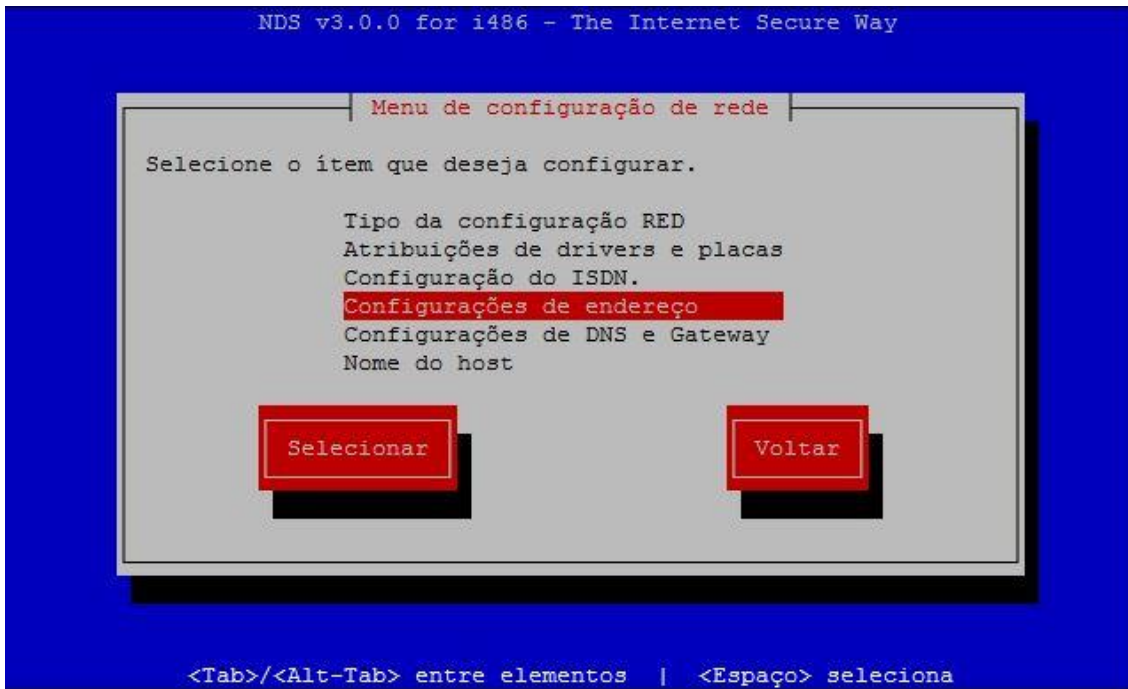 NDS v3.0.0 for i486 - The Internet Secure Way
Menu de configuração de rede
Selecione o ítem que deseja configurar.
Tipo da configuração RED
Atribuições de drivers e placas
Configuração do ISDN.
Configurações de endereço
Configurações de DNS e Gateway
Nome do host
Selecionar Voltar
<Tab>/<Alt-Tab> entre elementos | <Espaço> seleciona